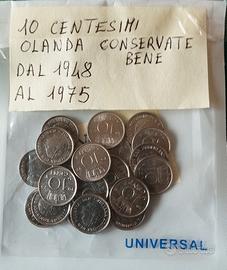 10 CENTESIMI
OLANDA CONSERVATE
DAL 1948 BENE
AL 1975
UNIVERSAL